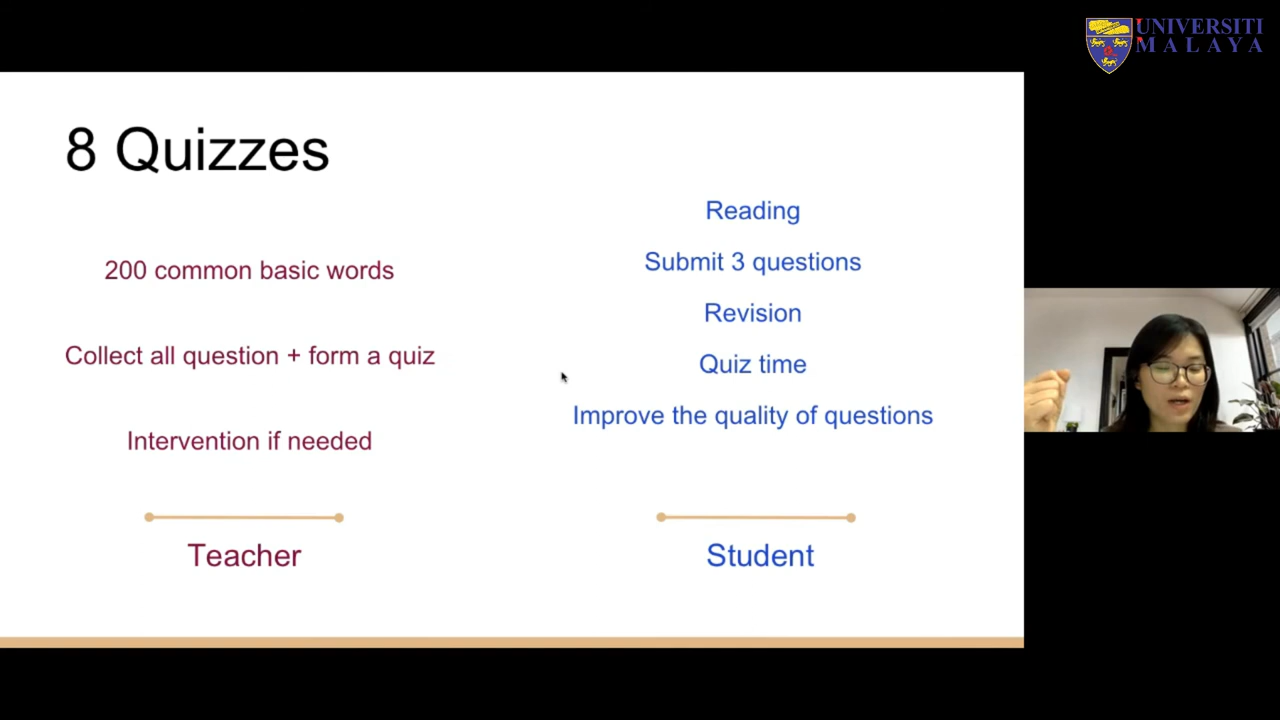 UNIVERSITI
MALAYA
8 Quizzes
200 common basic words
Collect all question + form a quiz
Intervention if needed
Teacher
Reading
Submit 3 questions
Revision
Quiz time
Improve the quality of questions
Student